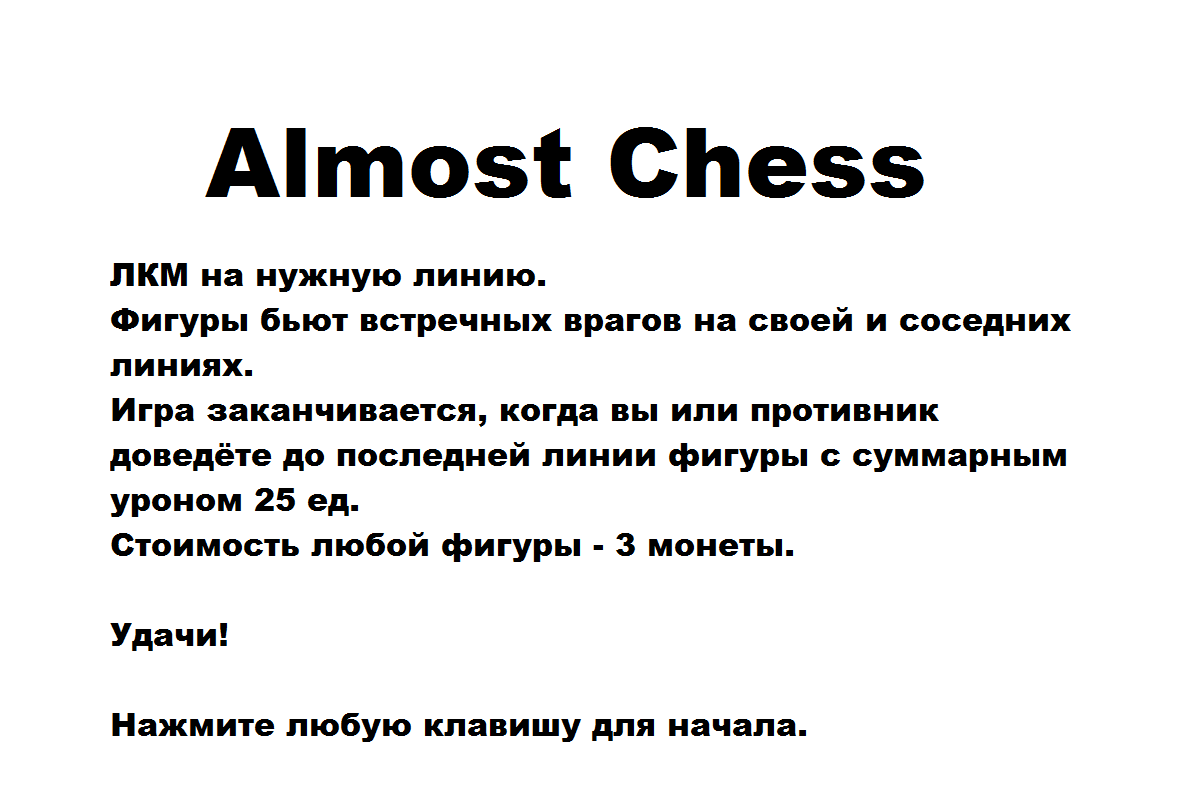 Almost Chess
ЛКМ на нужную линию.
Фигуры бьют встречных врагов на своей и соседних
линиях.
Игра заканчивается, когда вы или противник
доведёте до последней линии фигуры с суммарным
уроном 25 ед.
Стоимость любой фигуры - 3 монеты.
Удачи!
Нажмите любую клавишу для начала.